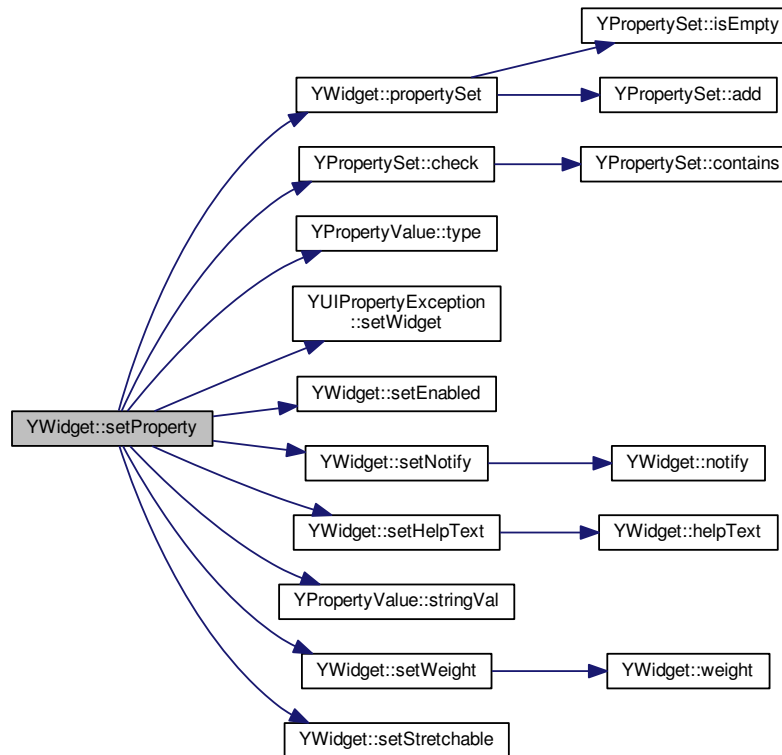 YPropertySet::isEmpty
YWidget::propertySet
YPropertySet::add
YPropertySet::check
YPropertySet::contains
YPropertyValue::type
YUIPropertyException
::setWidget
YWidget::setEnabled
YWidget::setProperty
YWidget::setNotify
YWidget::notify
YWidget::setHelpText
YWidget::helpText
YPropertyValue::stringVal
YWidget::setWeight
YWidget::weight
YWidget::setStretchable